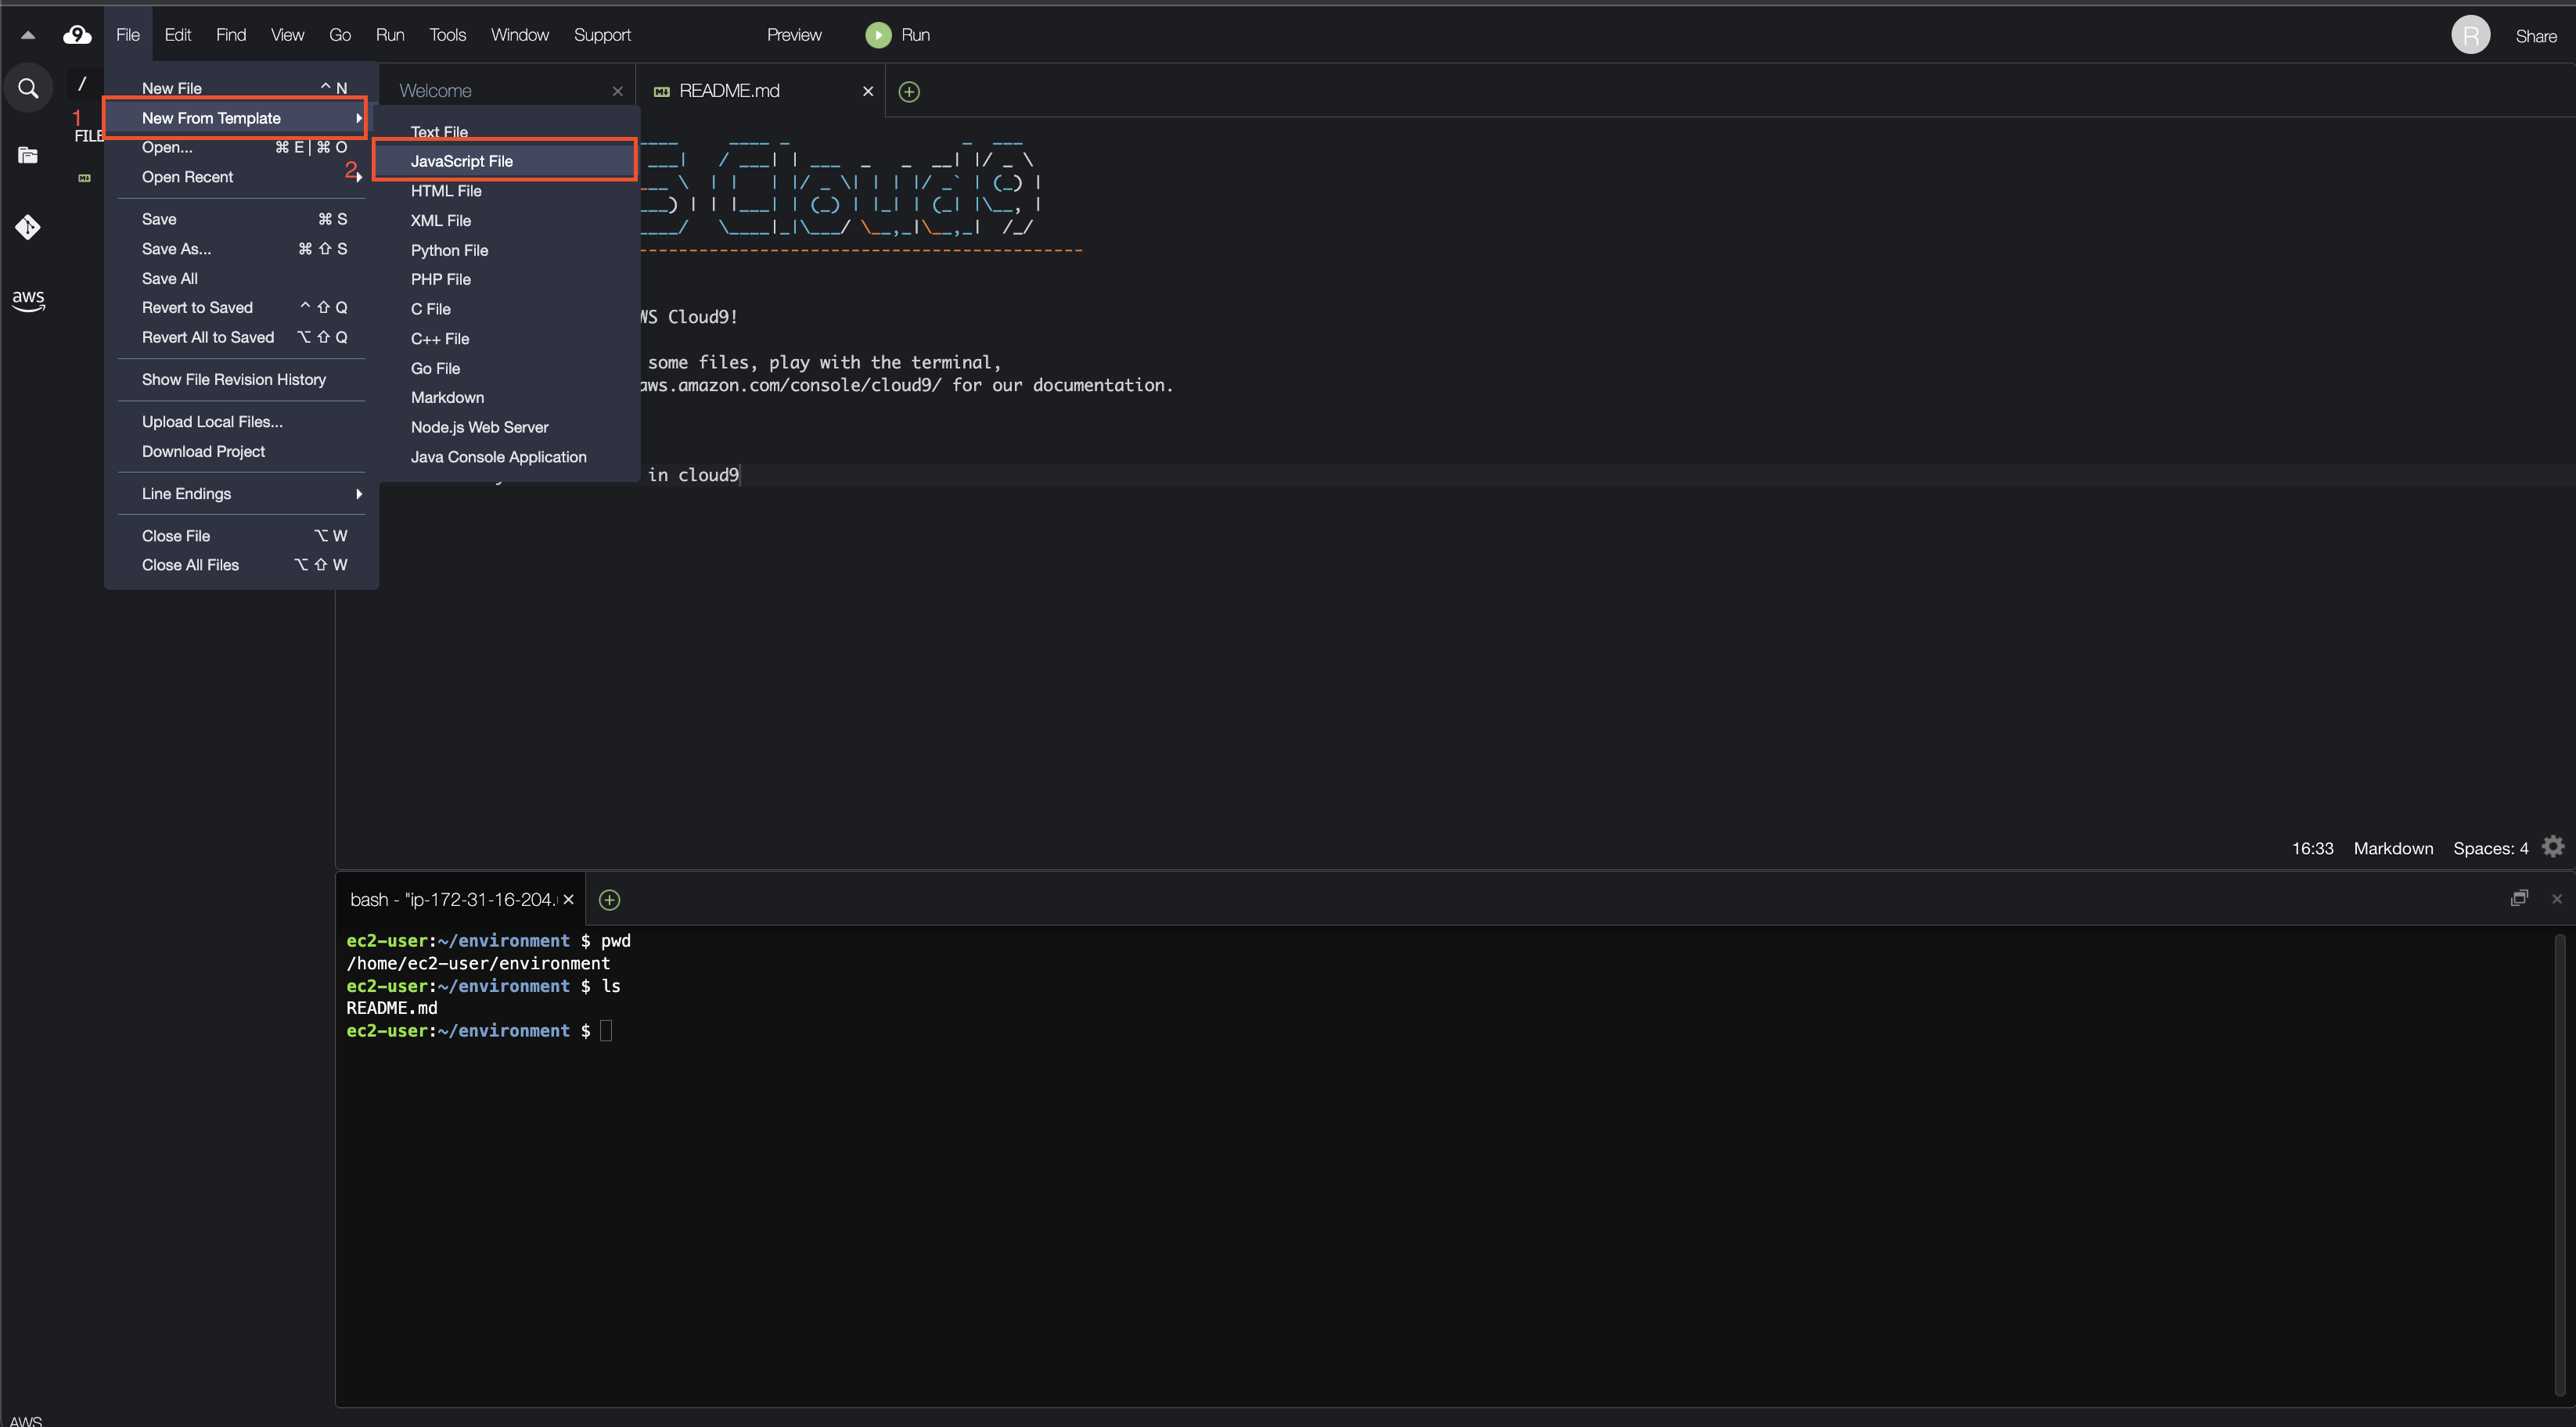 File Edit Find View Go Run Tools Window Support Preview Run R Share
/
Welcome README.md
1
FILE
New File ^ N
New From Template
Open... ⌘ E | ⌘ O
2
Open Recent
Save ⌘ S
Save As... ⌘ ⇧ S
Save All
Revert to Saved ^ ⇧ Q
Revert All to Saved ⌥ ⇧ Q
Show File Revision History
Upload Local Files...
Download Project
Line Endings
Close File ⌥ W
Close All Files ⌥ ⇧ W
Text File
JavaScript File
HTML File
XML File
Python File
PHP File
C File
C++ File
Go File
Markdown
Node.js Web Server
Java Console Application
aws
WS Cloud9!
some files, play with the terminal,
aws.amazon.com/console/cloud9/ for our documentation.
in cloud9
16:33 Markdown Spaces: 4
bash - "ip-172-31-16-204.
ec2-user:~/environment $ pwd
/home/ec2-user/environment
ec2-user:~/environment $ ls
README.md
ec2-user:~/environment $
AWS